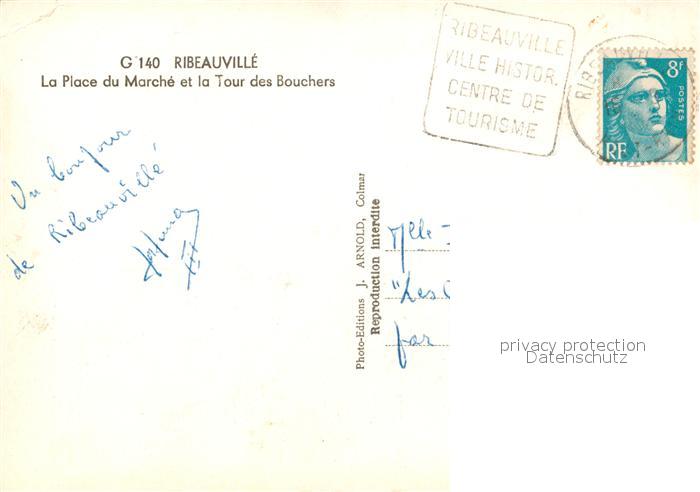 G 140 RIBEAUVILLÉ
La Place du Marché et la Tour des Bouchers
RIBEAUVILLE
VILLE HISTOR.
CENTRE DE
TOURISME
8f
POSTES
RF
Un bonjour
de Ribeauvillé
Photo-Editions J. ARNOLD, Colmar
Reproduction interdite
Mlle
"Les
par
privacy protection
Datenschutz